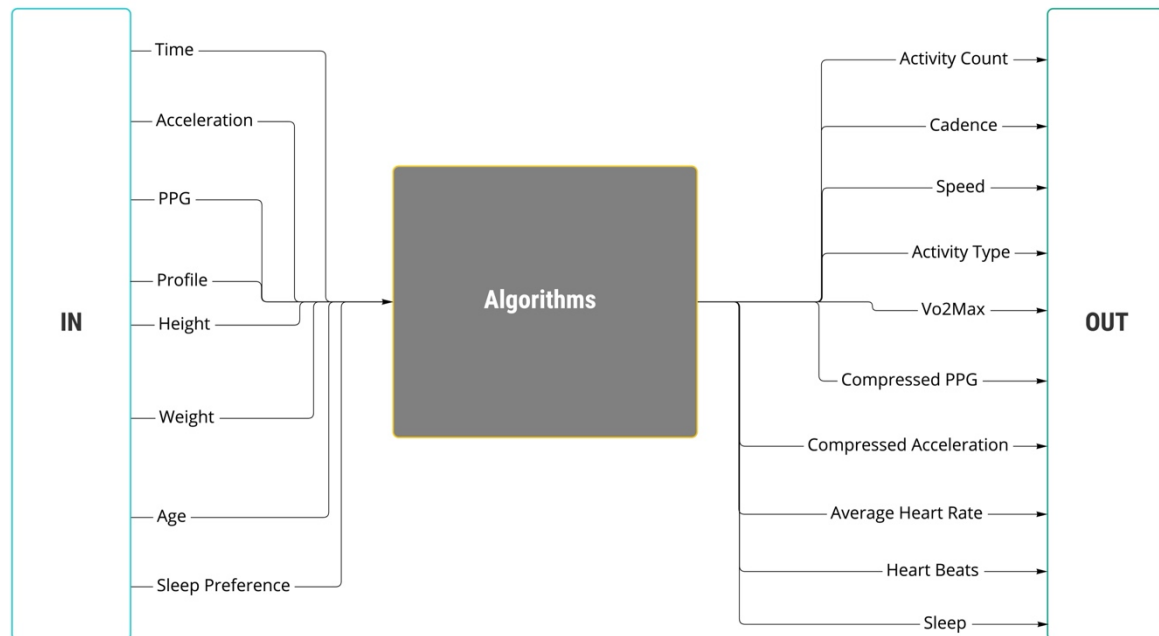 IN
Time
Acceleration
PPG
Profile
Height
Weight
Age
Sleep Preference
Algorithms
Activity Count
Cadence
Speed
Activity Type
Vo2Max
Compressed PPG
Compressed Acceleration
Average Heart Rate
Heart Beats
Sleep
OUT